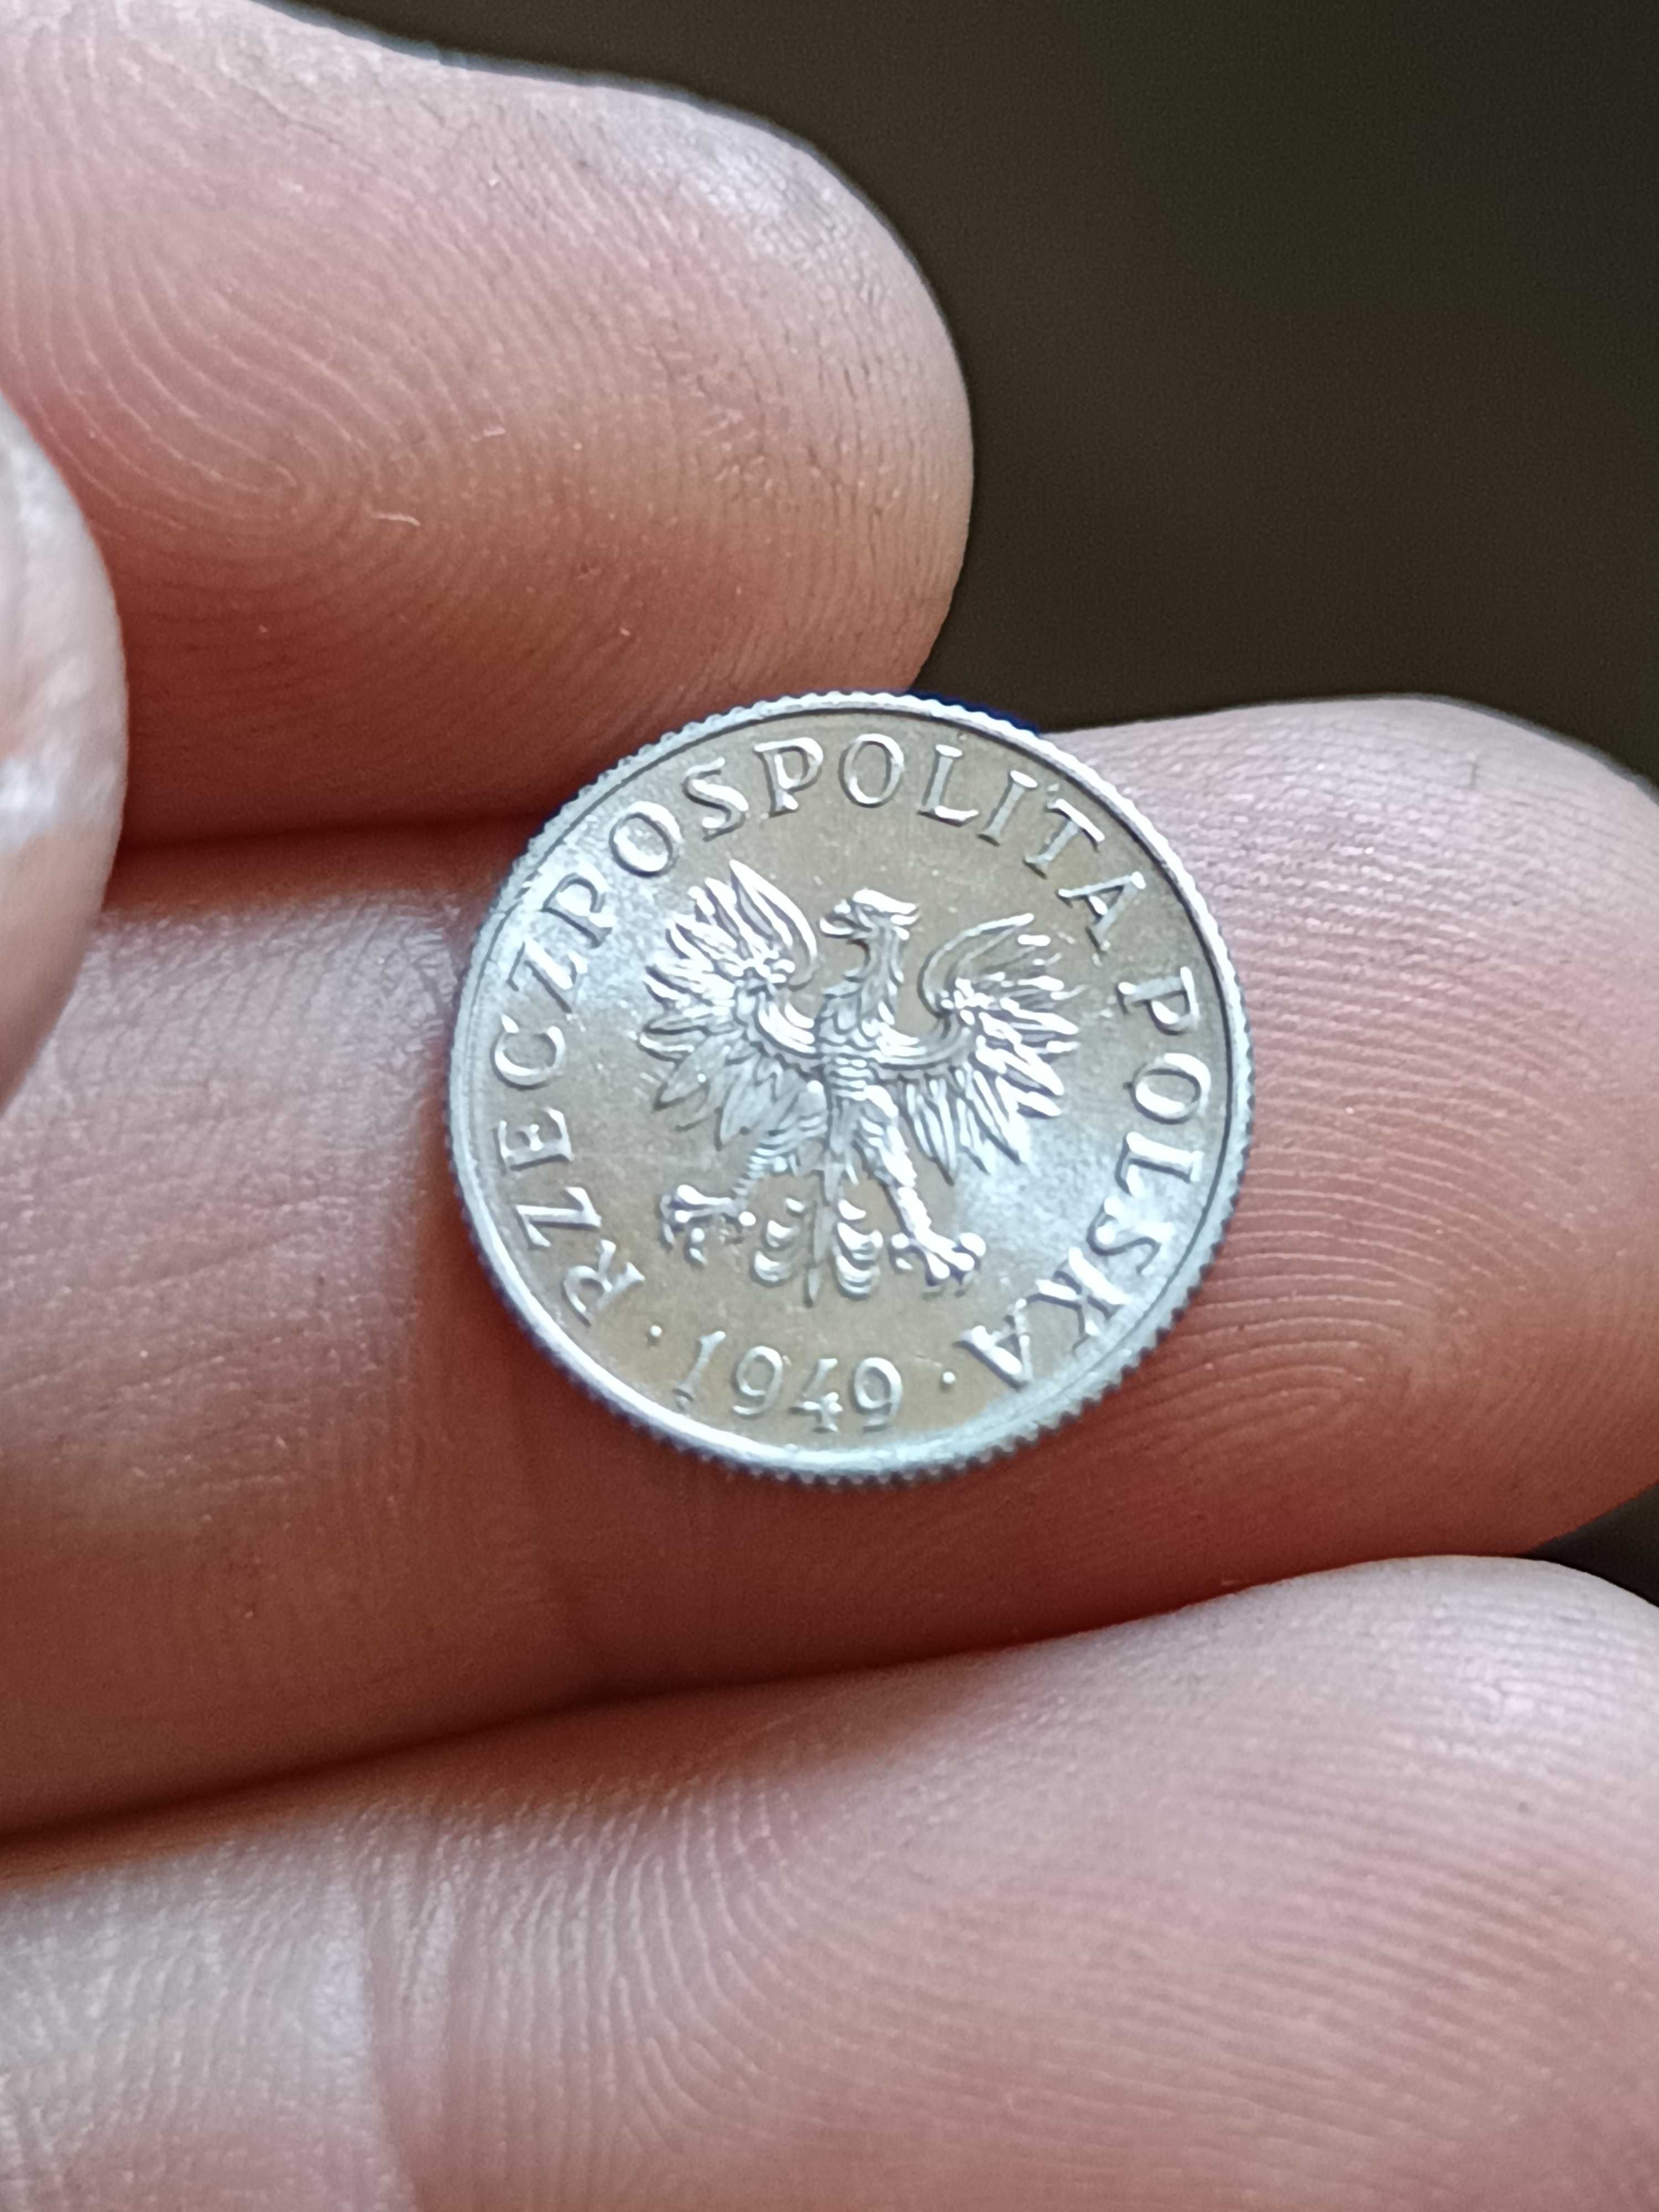 RZECZPOSPOLITA POLSKA
· 1949 ·